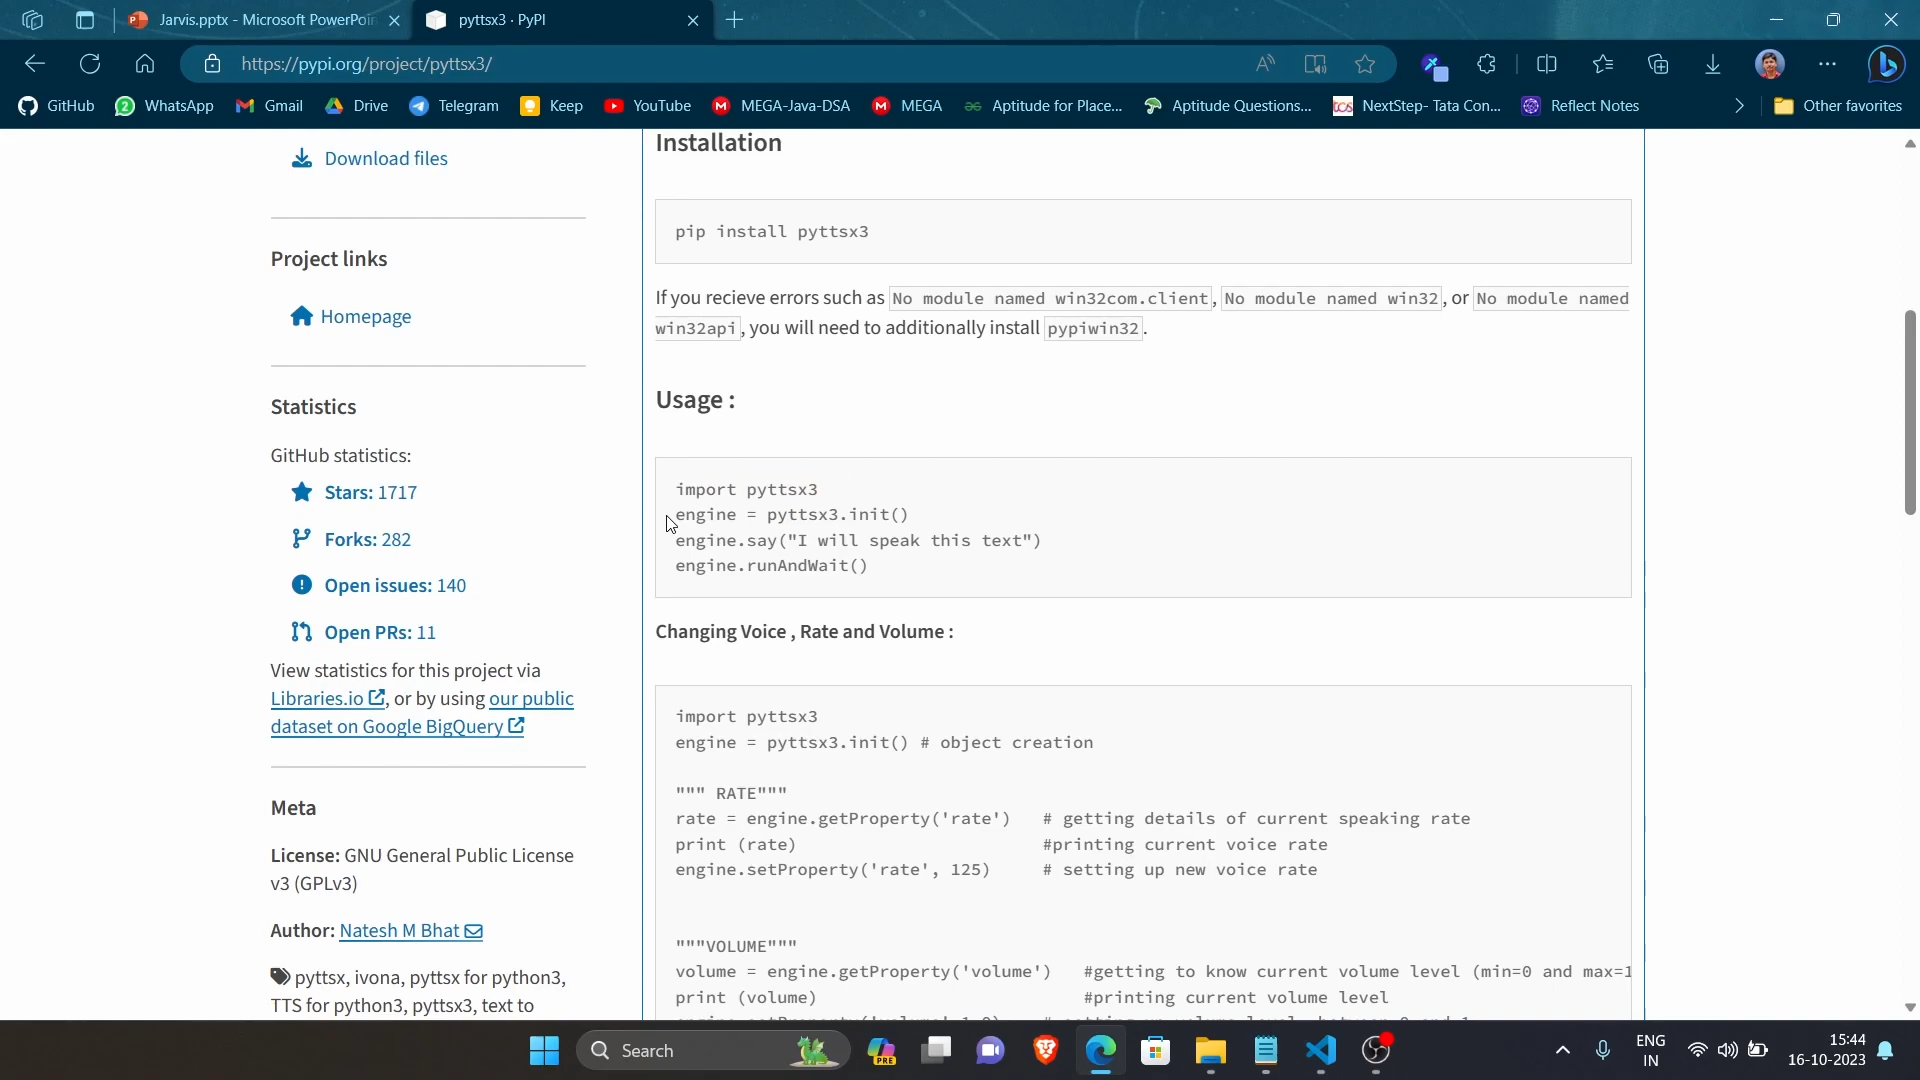 Jarvis.pptx - Microsoft PowerPoin
pyttsx3 · PyPI
https://pypi.org/project/pyttsx3/
GitHub
WhatsApp
Gmail
Drive
Telegram
Keep
YouTube
MEGA-Java-DSA
MEGA
Aptitude for Place...
Aptitude Questions...
NextStep- Tata Con...
Reflect Notes
Other favorites
Download files
Project links
Homepage
Statistics
GitHub statistics:
Stars: 1717
Forks: 282
Open issues: 140
Open PRs: 11
View statistics for this project via
Libraries.io, or by using our public
dataset on Google BigQuery
Meta
License: GNU General Public License
v3 (GPLv3)
Author: Natesh M Bhat
pyttsx, ivona, pyttsx for python3,
TTS for python3, pyttsx3, text to
Installation
pip install pyttsx3
If you recieve errors such as No module named win32com.client, No module named win32, or No module named
win32api, you will need to additionally install pypiwin32.
Usage :
import pyttsx3
engine = pyttsx3.init()
engine.say("I will speak this text")
engine.runAndWait()
Changing Voice , Rate and Volume :
import pyttsx3
engine = pyttsx3.init() # object creation
""" RATE"""
rate = engine.getProperty('rate')   # getting details of current speaking rate
print (rate)                        #printing current voice rate
engine.setProperty('rate', 125)     # setting up new voice rate
"""VOLUME"""
volume = engine.getProperty('volume')   #getting to know current volume level (min=0 and max=1
print (volume)                          #printing current volume level
Search
PRE
ENG
IN
15:44
16-10-2023